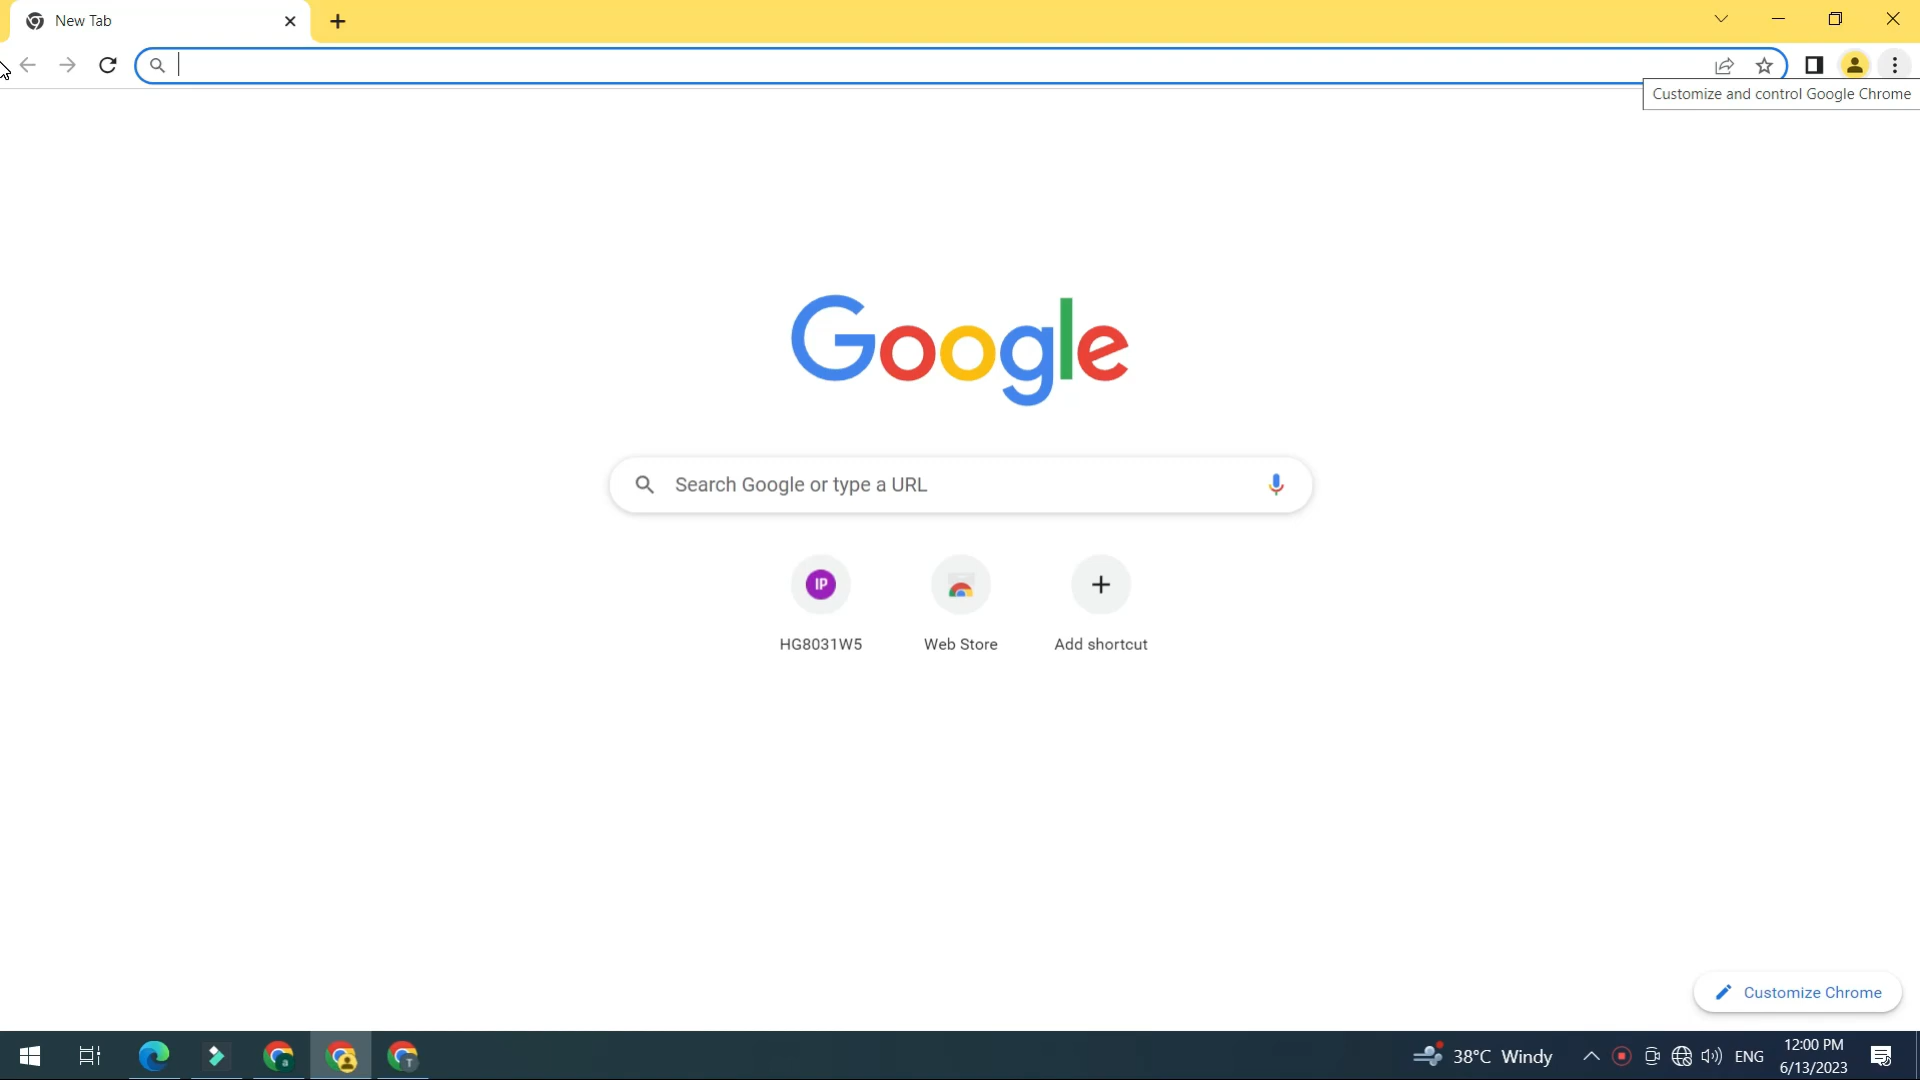 New Tab
Customize and control Google Chrome
Google
Search Google or type a URL
IP
HG8031W5
Web Store
Add shortcut
Customize Chrome
a
T
38°C Windy
ENG
12:00 PM
6/13/2023